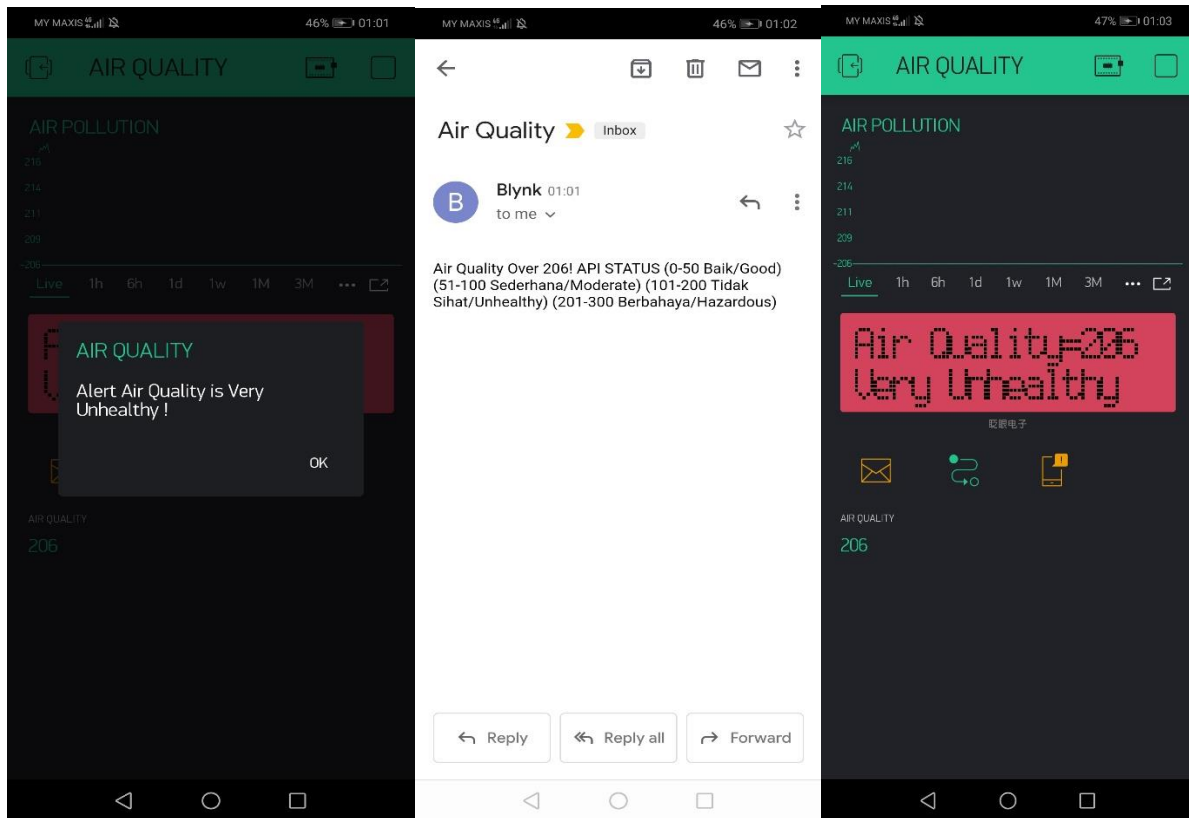 MY MAXIS 46% 01:01
AIR QUALITY
AIR POLLUTION
216
214
211
209
-206
Live 1h 6h 1d 1w 1M 3M
AIR QUALITY
Alert Air Quality is Very
Unhealthy !
OK
AIR QUALITY
206
MY MAXIS 46% 01:02
Air Quality Inbox
B
Blynk 01:01
to me
Air Quality Over 206! API STATUS (0-50 Baik/Good)
(51-100 Sederhana/Moderate) (101-200 Tidak
Sihat/Unhealthy) (201-300 Berbahaya/Hazardous)
Reply Reply all Forward
MY MAXIS 47% 01:03
AIR QUALITY
AIR POLLUTION
216
214
211
209
-206
Live 1h 6h 1d 1w 1M 3M
Air Quality=206
Very Unhealthy
眨眼电子
AIR QUALITY
206